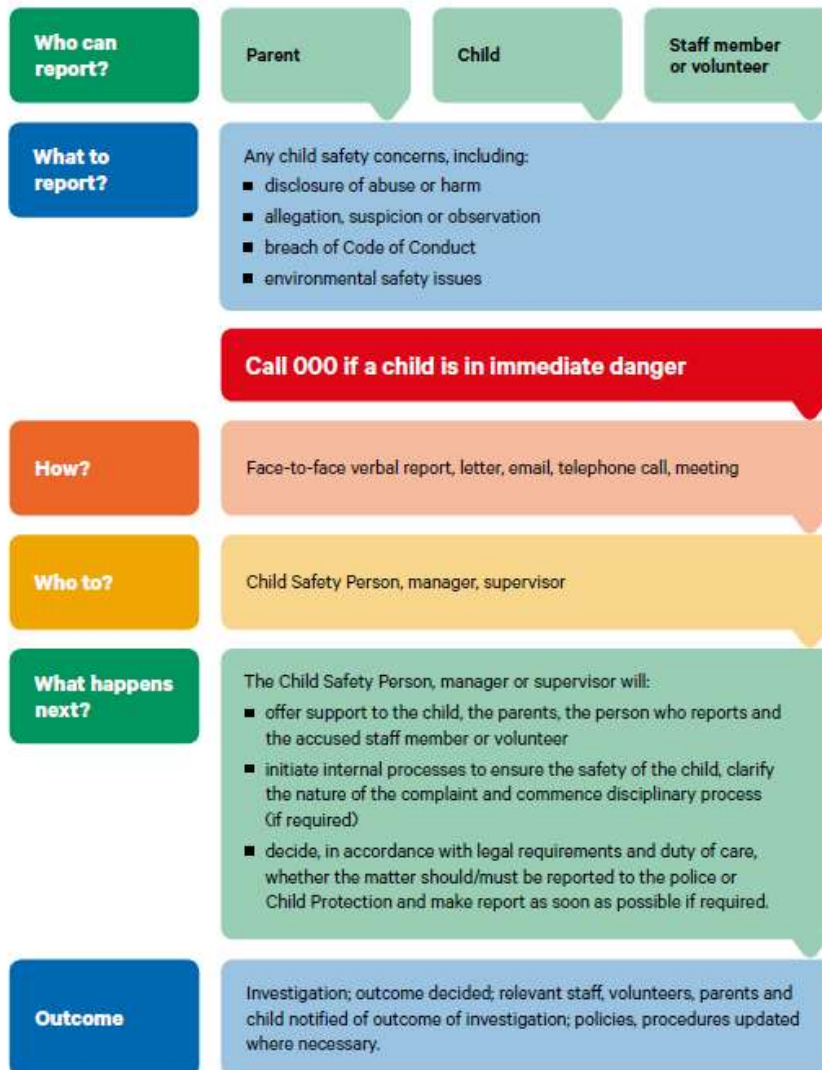 Who can
report?
Parent
Child
Staff member
or volunteer
What to
report?
Any child safety concerns, including:
■ disclosure of abuse or harm
■ allegation, suspicion or observation
■ breach of Code of Conduct
■ environmental safety issues
Call 000 if a child is in immediate danger
How?
Face-to-face verbal report, letter, email, telephone call, meeting
Who to?
Child Safety Person, manager, supervisor
What happens
next?
The Child Safety Person, manager or supervisor will:
■ offer support to the child, the parents, the person who reports and
the accused staff member or volunteer
■ initiate internal processes to ensure the safety of the child, clarify
the nature of the complaint and commence disciplinary process
(if required)
■ decide, in accordance with legal requirements and duty of care,
whether the matter should/must be reported to the police or
Child Protection and make report as soon as possible if required.
Outcome
Investigation; outcome decided; relevant staff, volunteers, parents and
child notified of outcome of investigation; policies, procedures updated
where necessary.